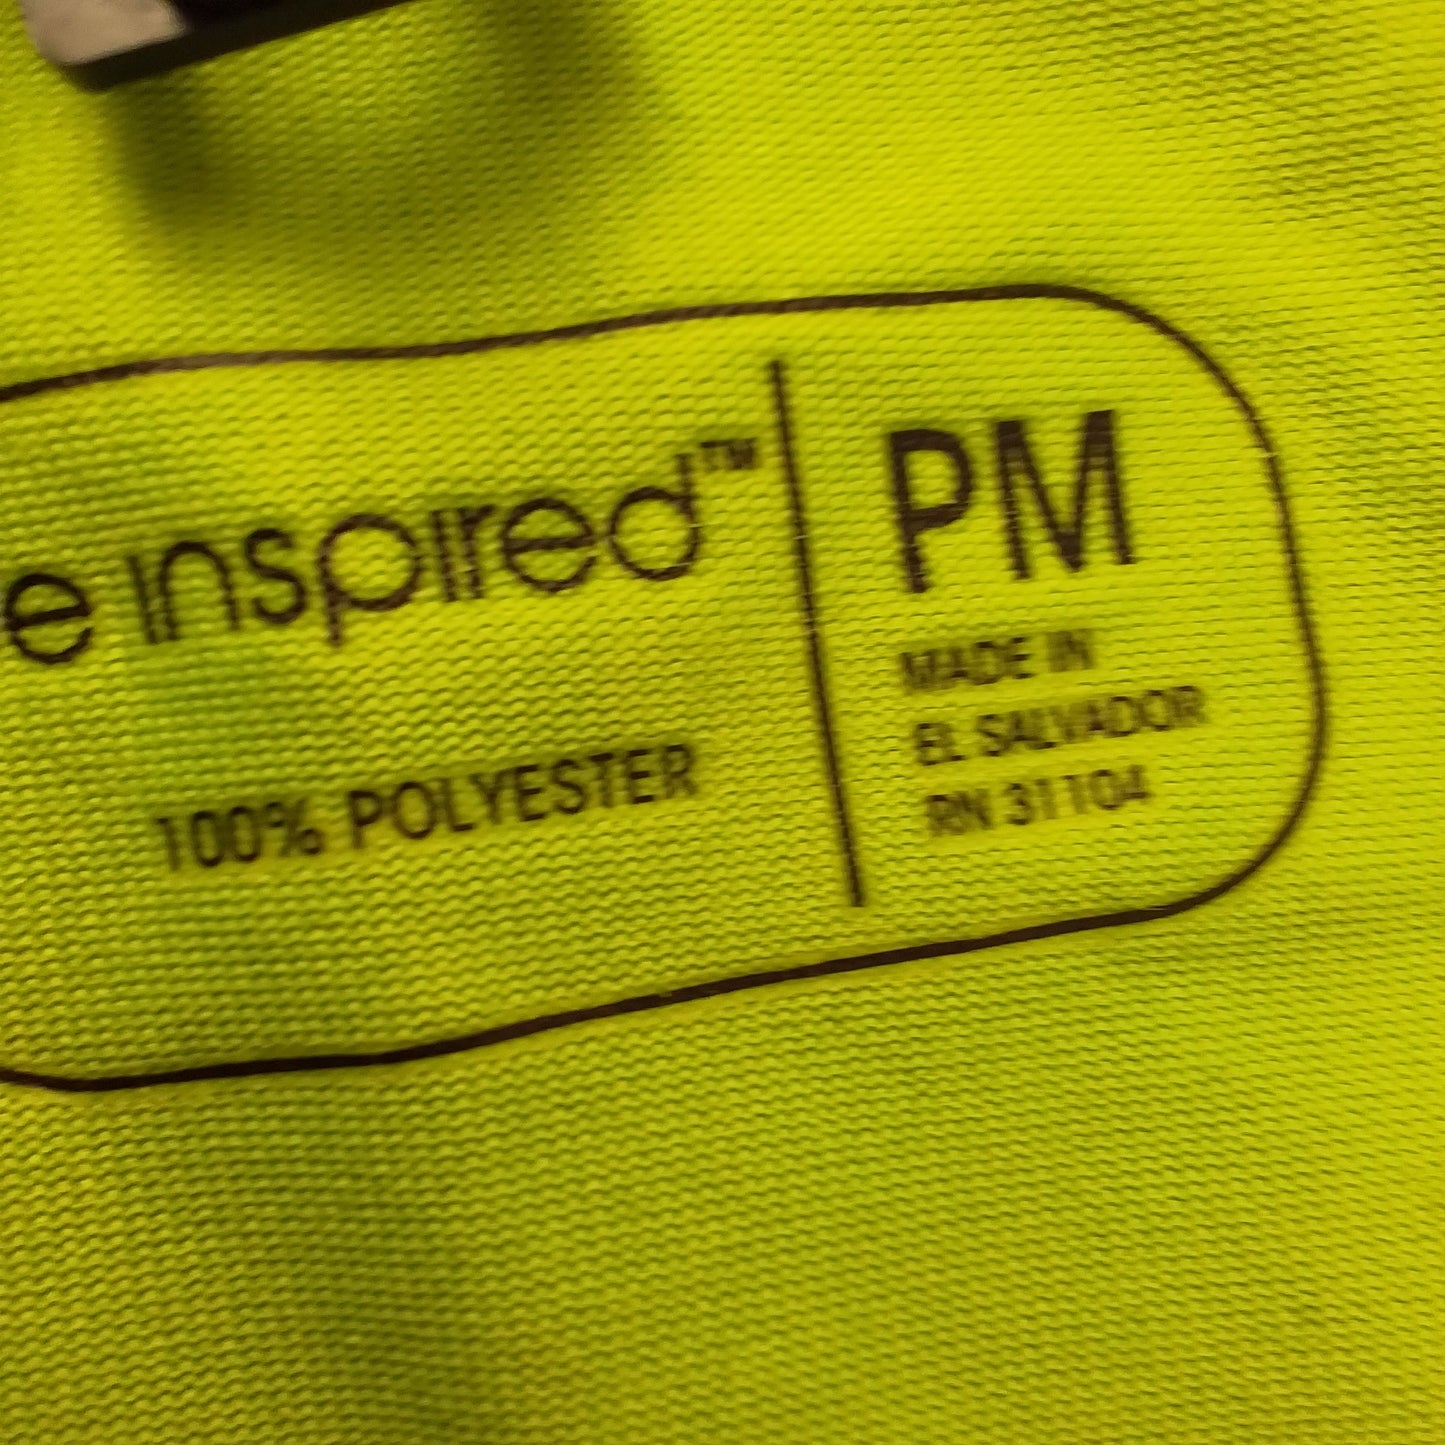 e inspired™
100% POLYESTER
PM
MADE IN
EL SALVADOR
RN 31104